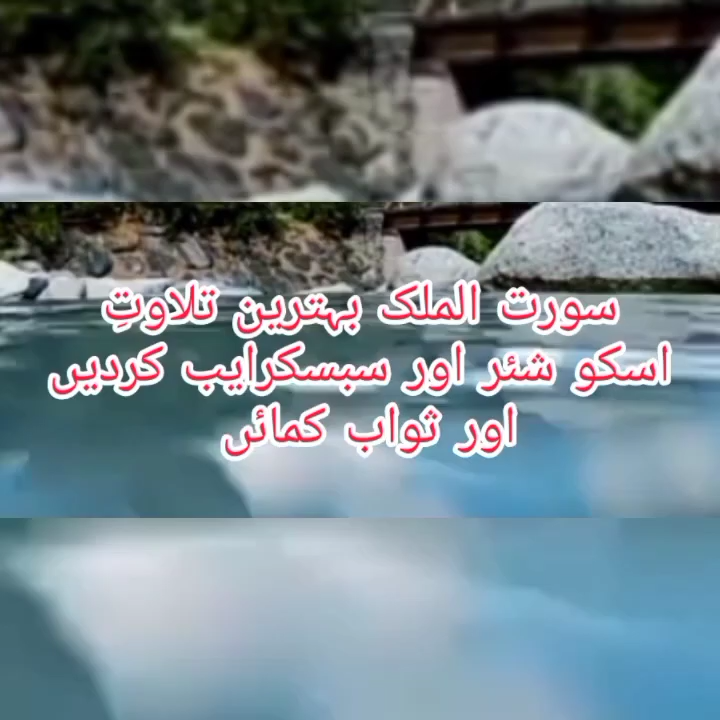 سورت الملک بہترین تلاوتِ
اسکو شئر اور سبسکرایب کردیں
اور ثواب کمائں